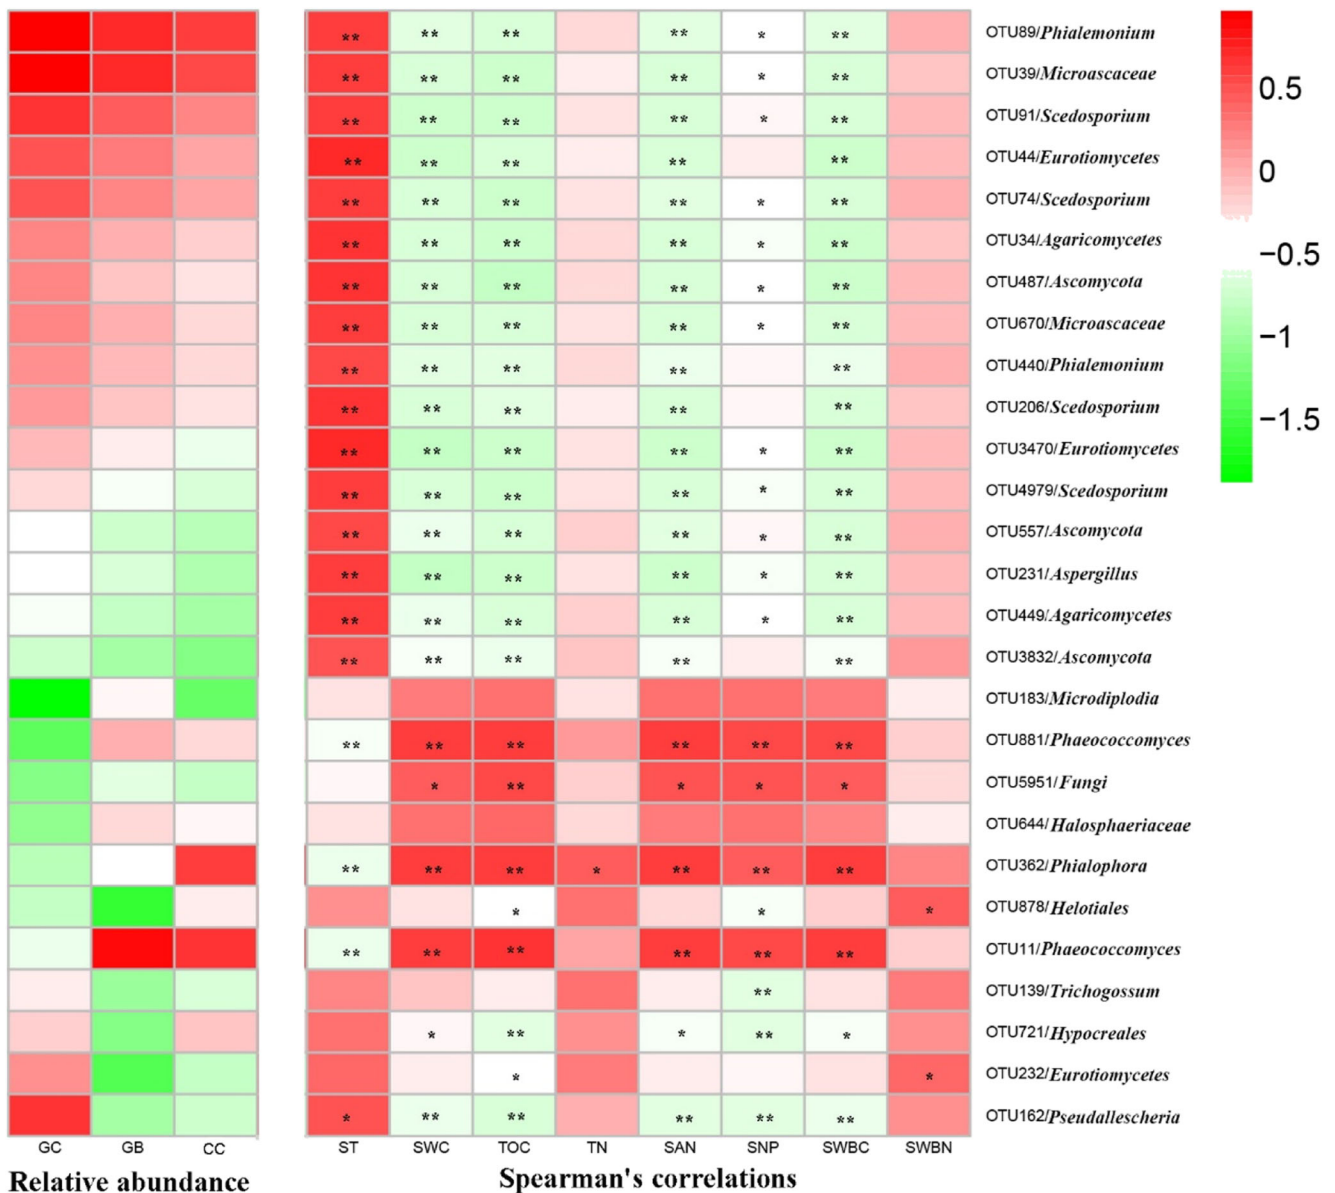 ** ** ** ** * ** OTU89/Phialemonium
** ** ** ** * ** OTU39/Microascaceae
** ** ** ** * ** OTU91/Scedosporium
** ** ** ** ** OTU44/Eurotiomycetes
** ** ** ** * ** OTU74/Scedosporium
** ** ** ** * ** OTU34/Agaricomycetes
** ** ** ** * ** OTU487/Ascomycota
** ** ** ** * ** OTU670/Microascaceae
** ** ** ** ** OTU440/Phialemonium
** ** ** ** ** OTU206/Scedosporium
** ** ** ** * ** OTU3470/Eurotiomycetes
** ** ** ** * ** OTU4979/Scedosporium
** ** ** ** * ** OTU557/Ascomycota
** ** ** ** * ** OTU231/Aspergillus
** ** ** ** * ** OTU449/Agaricomycetes
** ** ** ** ** OTU3832/Ascomycota
OTU183/Microdiplodia
** ** ** ** ** ** OTU881/Phaeococcomyces
* ** * * * OTU5951/Fungi
OTU644/Halosphaeriaceae
** ** ** * ** ** ** OTU362/Phialophora
* * * OTU878/Helotiales
** ** ** ** ** ** OTU11/Phaeococcomyces
** OTU139/Trichogossum
* ** * ** * OTU721/Hypocreales
* * OTU232/Eurotiomycetes
* ** ** ** ** ** OTU162/Pseudallescheria
GC GB CC ST SWC TOC TN SAN SNP SWBC SWBN
Relative abundance Spearman's correlations
0.5
0
−0.5
−1
−1.5